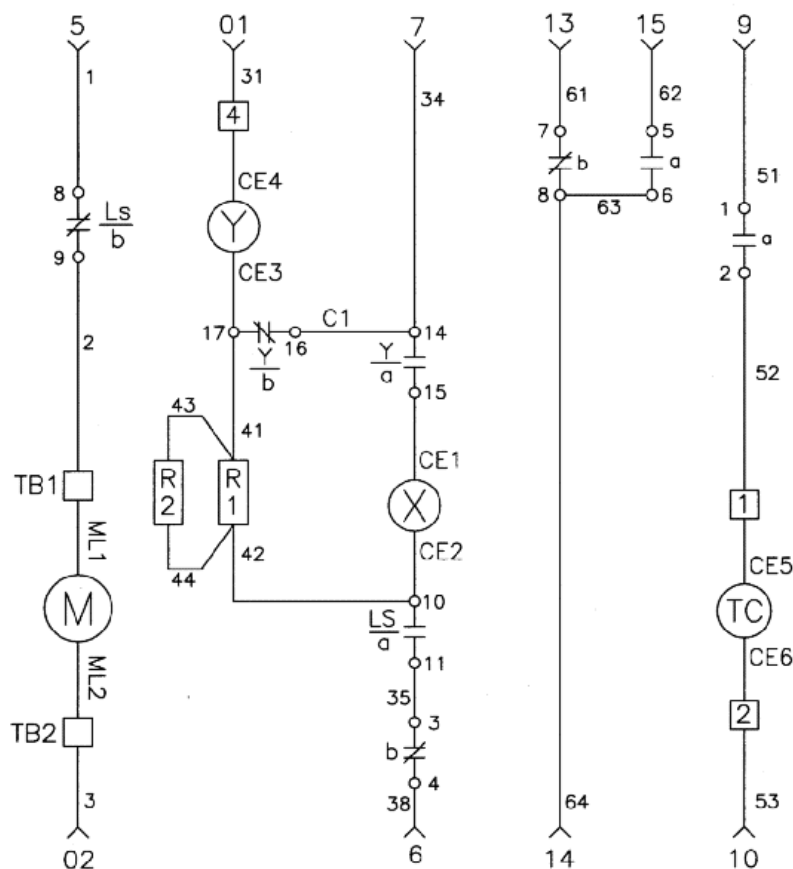 5 01 7 13 15 9
1 31 34 61 62
4
7 5
b a
8 CE4 51
Ls
b
Y 8 63 6 1
a
9 CE3 2
17 C1 14
16
2 Y
b
Y
a
15 52
43 41
CE1
TB1 R2 R1 X 1
ML1 44 42 CE2 CE5
M 10 TC
LS
a
ML2 11 CE6
35
TB2 3 2
b
4
3 38 64 53
02 6 14 10